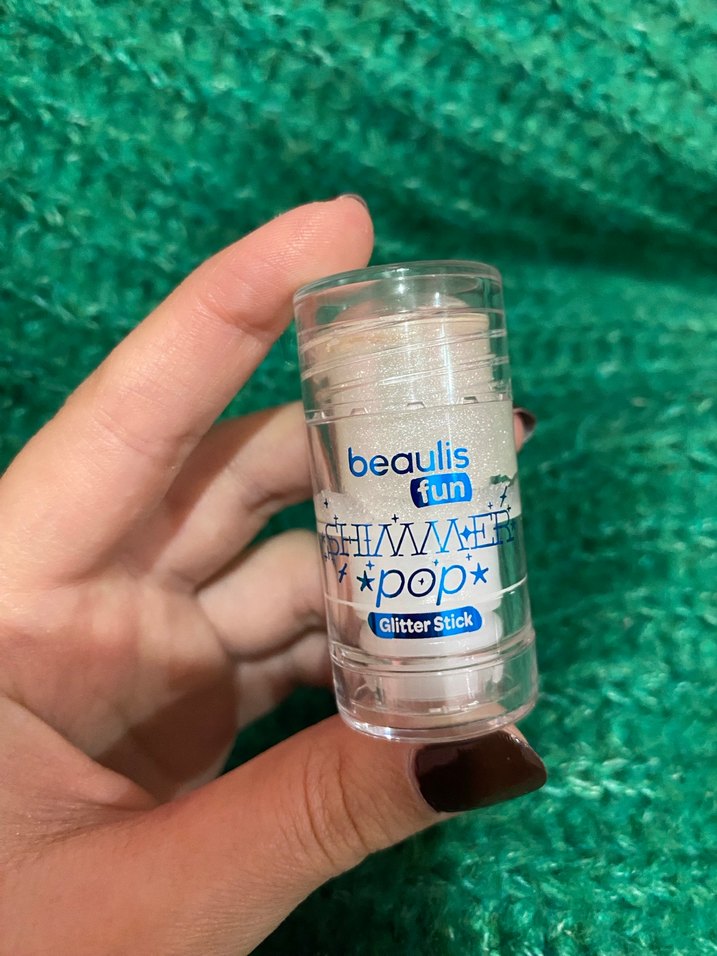 beaulis
fun
SHIMMER
pop
Glitter Stick